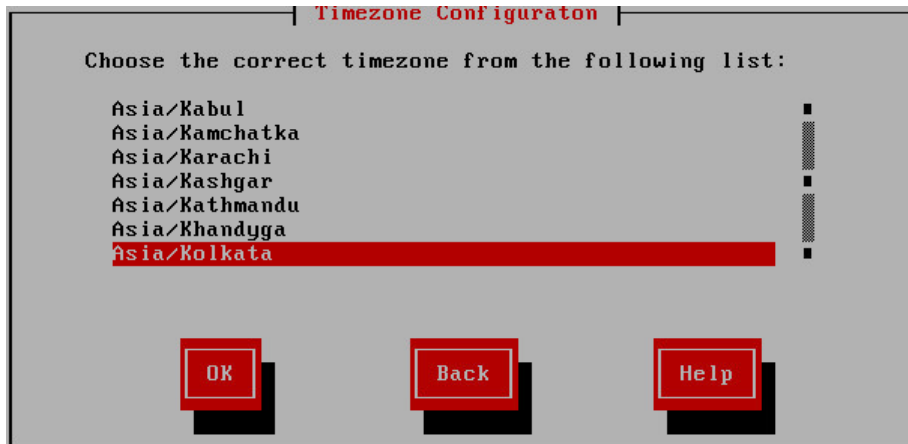 Timezone Configuraton
Choose the correct timezone from the following list:
Asia/Kabul
Asia/Kamchatka
Asia/Karachi
Asia/Kashgar
Asia/Kathmandu
Asia/Khandyga
Asia/Kolkata
OK Back Help